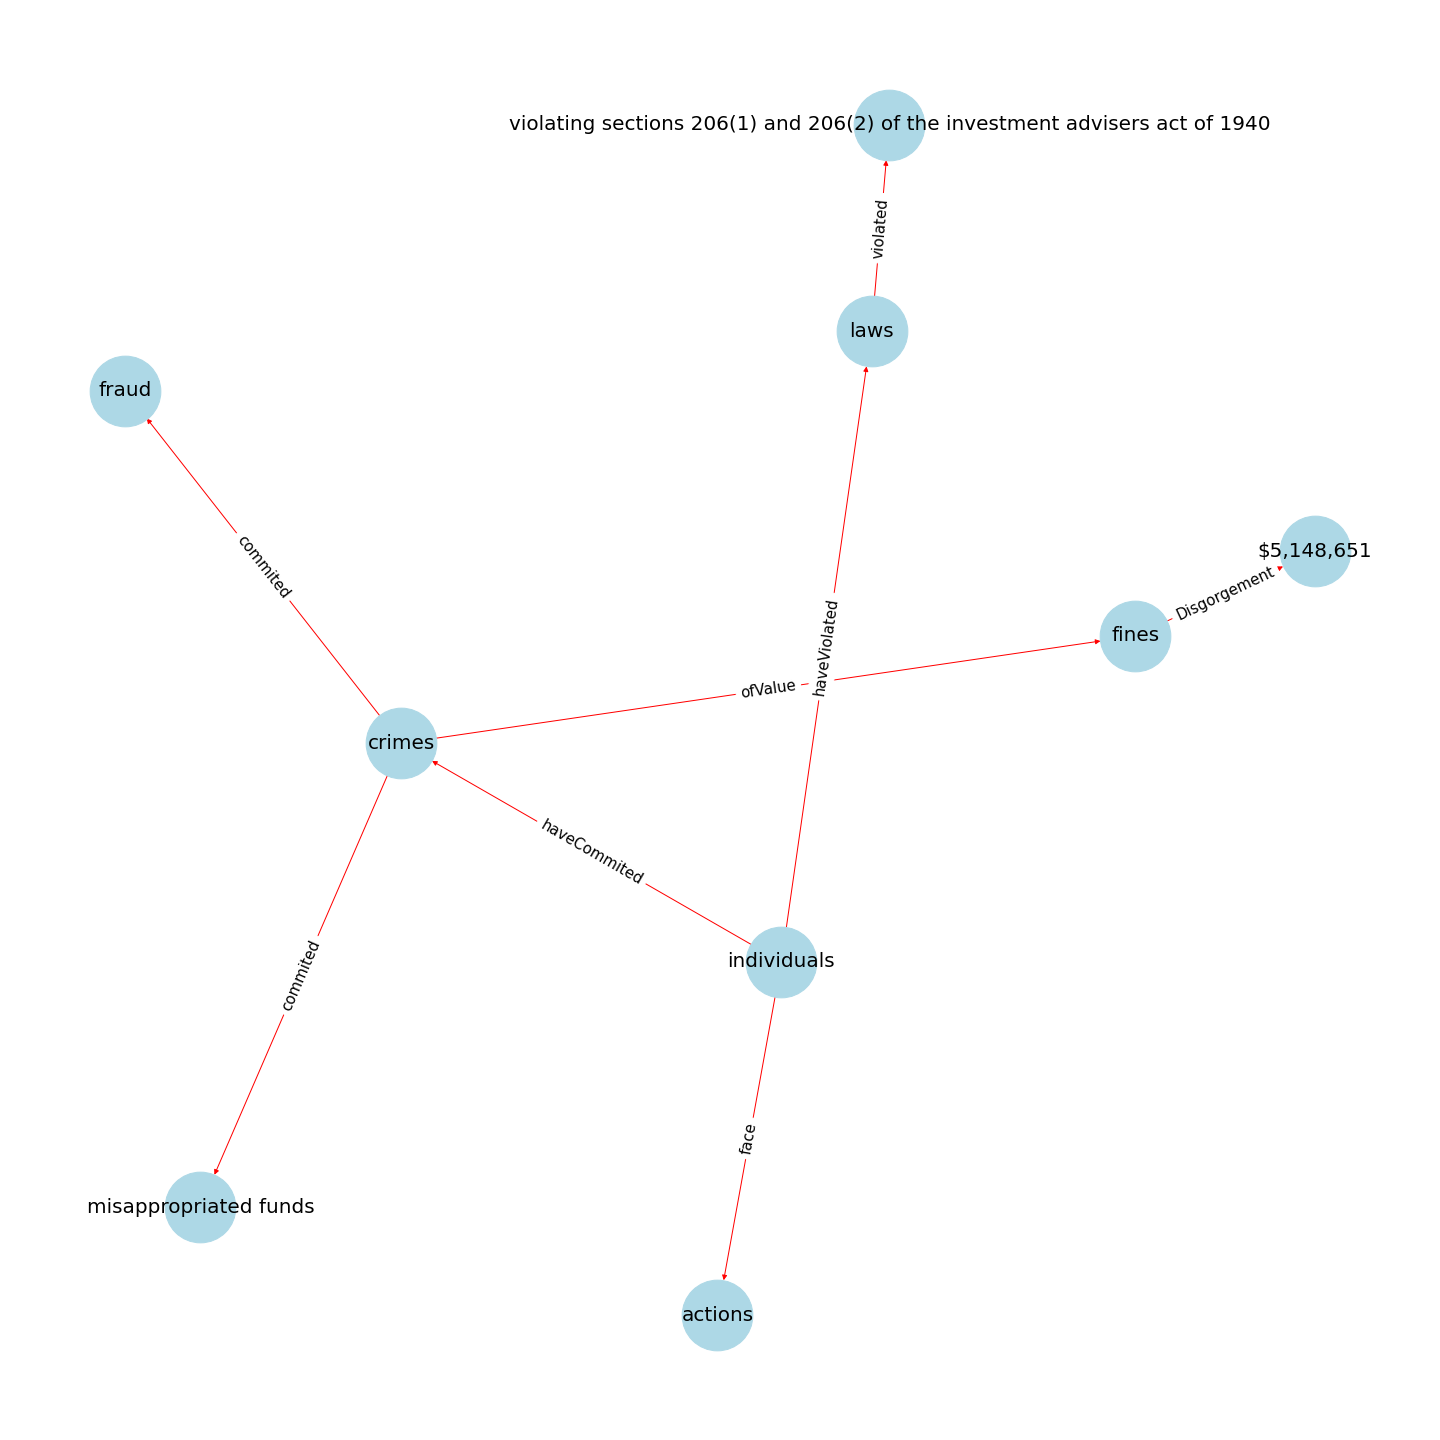 violating sections 206(1) and 206(2) of the investment advisers act of 1940
violated
laws
fraud
commited
$5,148,651
Disgorgement
fines
haveViolated
ofValue
crimes
haveCommited
individuals
commited
face
misappropriated funds
actions